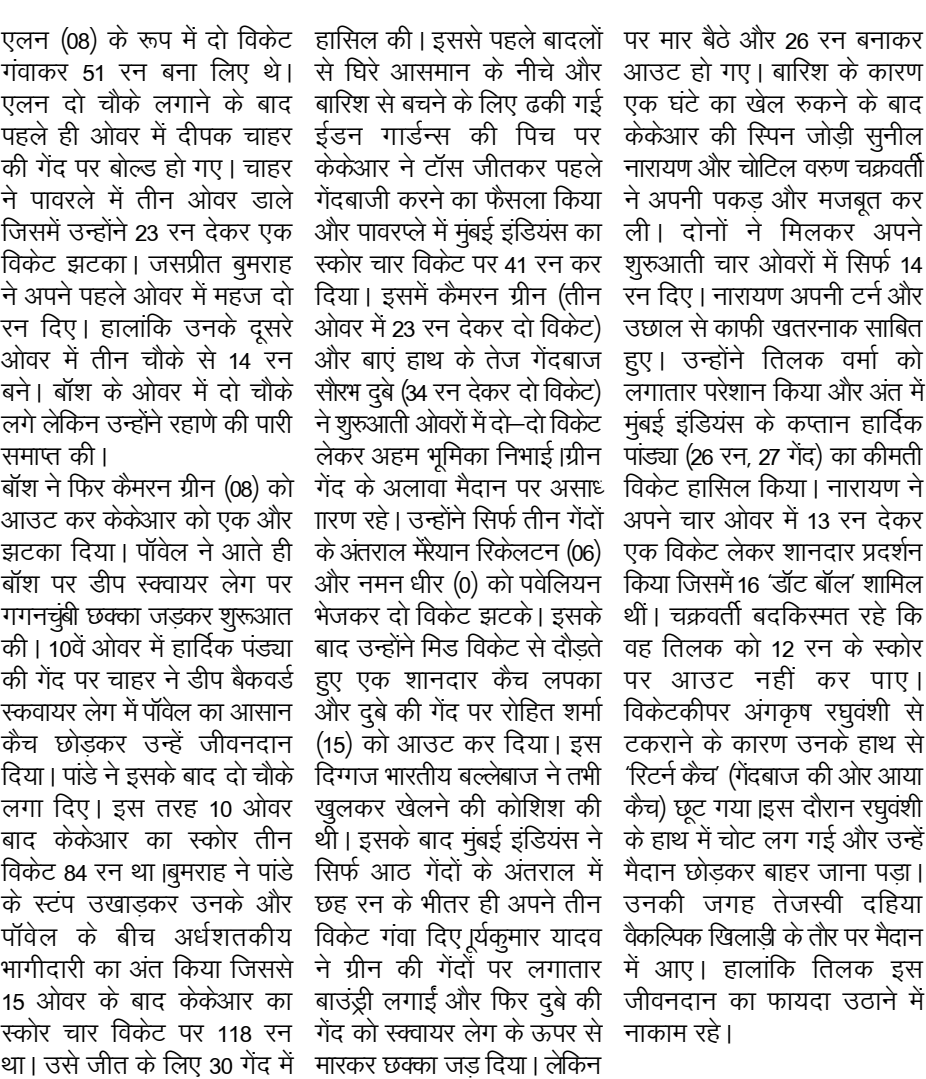 एलन (08) के रूप में दो विकेट
गंवाकर 51 रन बना लिए थे।
एलन दो चौके लगाने के बाद
पहले ही ओवर में दीपक चाहर
की गेंद पर बोल्ड हो गए। चाहर
ने पावरले में तीन ओवर डाले
जिसमें उन्होंने 23 रन देकर एक
विकेट झटका। जसप्रीत बुमराह
ने अपने पहले ओवर में महज दो
रन दिए। हालांकि उनके दूसरे
ओवर में तीन चौके से 14 रन
बने। बॉश के ओवर में दो चौके
लगे लेकिन उन्होंने रहाणे की पारी
समाप्त की।
बॉश ने फिर कैमरन ग्रीन (08) को
आउट कर केकेआर को एक और
झटका दिया। पॉवेल ने आते ही
बॉश पर डीप स्क्वायर लेग पर
गगनचुंबी छक्का जड़कर शुरूआत
की। 10वें ओवर में हार्दिक पंड्या
की गेंद पर चाहर ने डीप बैकवर्ड
स्कवायर लेग में पॉवेल का आसान
कैच छोड़कर उन्हें जीवनदान
दिया। पांडे ने इसके बाद दो चौके
लगा दिए। इस तरह 10 ओवर
बाद केकेआर का स्कोर तीन
विकेट 84 रन था।बुमराह ने पांडे
के स्टंप उखाड़कर उनके और
पॉवेल के बीच अर्धशतकीय
भागीदारी का अंत किया जिससे
15 ओवर के बाद केकेआर का
स्कोर चार विकेट पर 118 रन
था। उसे जीत के लिए 30 गेंद में
हासिल की। इससे पहले बादलों
से घिरे आसमान के नीचे और
बारिश से बचने के लिए ढकी गई
ईडन गार्डन्स की पिच पर
केकेआर ने टॉस जीतकर पहले
गेंदबाजी करने का फैसला किया
और पावरप्ले में मुंबई इंडियंस का
स्कोर चार विकेट पर 41 रन कर
दिया। इसमें कैमरन ग्रीन (तीन
ओवर में 23 रन देकर दो विकेट)
और बाएं हाथ के तेज गेंदबाज
सौरभ दुबे (34 रन देकर दो विकेट)
ने शुरुआती ओवरों में दो–दो विकेट
लेकर अहम भूमिका निभाई।ग्रीन
गेंद के अलावा मैदान पर असाध
ारण रहे। उन्होंने सिर्फ तीन गेंदों
के अंतराल मेंरेयान रिकेलटन (06)
और नमन धीर (0) को पवेलियन
भेजकर दो विकेट झटके। इसके
बाद उन्होंने मिड विकेट से दौड़ते
हुए एक शानदार कैच लपका
और दुबे की गेंद पर रोहित शर्मा
(15) को आउट कर दिया। इस
दिग्गज भारतीय बल्लेबाज ने तभी
खुलकर खेलने की कोशिश की
थी। इसके बाद मुंबई इंडियंस ने
सिर्फ आठ गेंदों के अंतराल में
छह रन के भीतर ही अपने तीन
विकेट गंवा दिए।ूर्यकुमार यादव
ने ग्रीन की गेंदों पर लगातार
बाउंड्री लगाईं और फिर दुबे की
गेंद को स्क्वायर लेग के ऊपर से
मारकर छक्का जड़ दिया। लेकिन
पर मार बैठे और 26 रन बनाकर
आउट हो गए। बारिश के कारण
एक घंटे का खेल रुकने के बाद
केकेआर की स्पिन जोड़ी सुनील
नारायण और चोटिल वरुण चक्रवर्ती
ने अपनी पकड़ और मजबूत कर
ली। दोनों ने मिलकर अपने
शुरुआती चार ओवरों में सिर्फ 14
रन दिए। नारायण अपनी टर्न और
उछाल से काफी खतरनाक साबित
हुए। उन्होंने तिलक वर्मा को
लगातार परेशान किया और अंत में
मुंबई इंडियंस के कप्तान हार्दिक
पांड्या (26 रन, 27 गेंद) का कीमती
विकेट हासिल किया। नारायण ने
अपने चार ओवर में 13 रन देकर
एक विकेट लेकर शानदार प्रदर्शन
किया जिसमें 16 ‘डॉट बॉल’ शामिल
थीं। चक्रवर्ती बदकिस्मत रहे कि
वह तिलक को 12 रन के स्कोर
पर आउट नहीं कर पाए।
विकेटकीपर अंगकृष रघुवंशी से
टकराने के कारण उनके हाथ से
‘रिटर्न कैच’ (गेंदबाज की ओर आया
कैच) छूट गया।इस दौरान रघुवंशी
के हाथ में चोट लग गई और उन्हें
मैदान छोड़कर बाहर जाना पड़ा।
उनकी जगह तेजस्वी दहिया
वैकल्पिक खिलाड़ी के तौर पर मैदान
में आए। हालांकि तिलक इस
जीवनदान का फायदा उठाने में
नाकाम रहे।